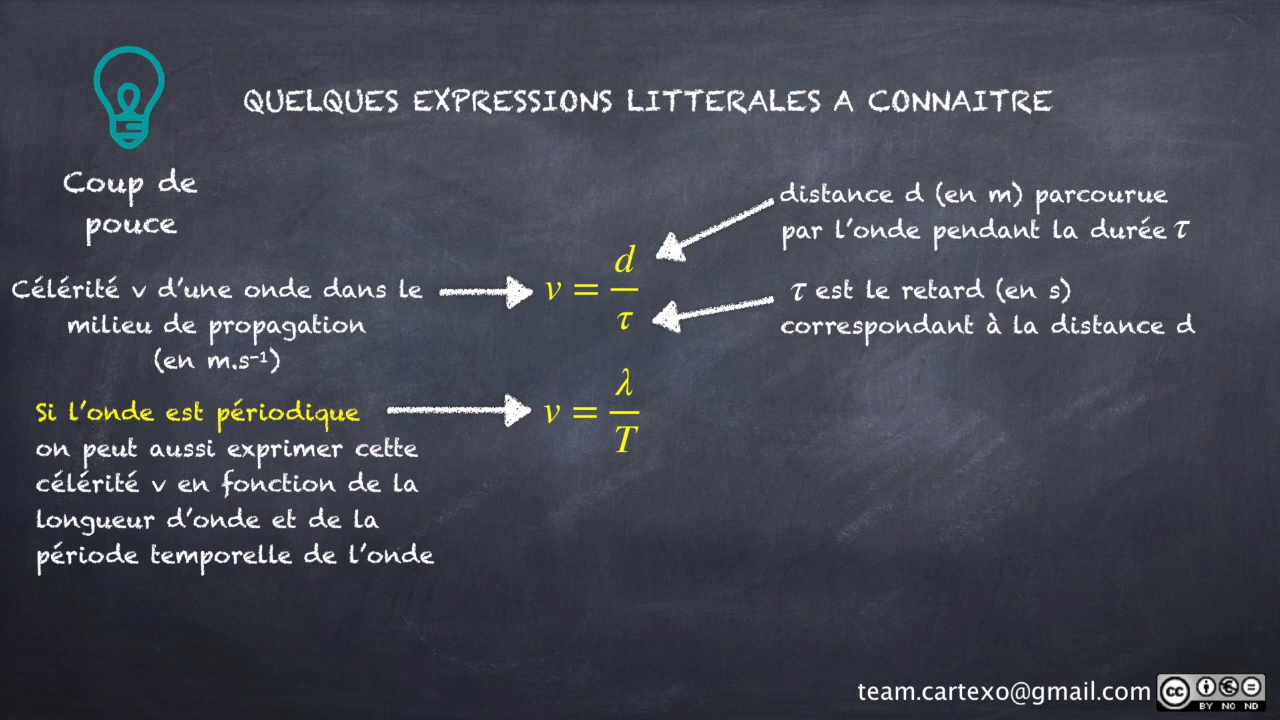 QUELQUES EXPRESSIONS LITTERALES A CONNAITRE
Coup de
pouce
distance d (en m) parcourue
par l'onde pendant la durée τ
Célérité v d'une onde dans le
milieu de propagation
(en m.s⁻¹)
v = d/τ
τ est le retard (en s)
correspondant à la distance d
Si l'onde est périodique
on peut aussi exprimer cette
célérité v en fonction de la
longueur d'onde et de la
période temporelle de l'onde
v = λ/T
team.cartexo@gmail.com
cc
BY NC ND